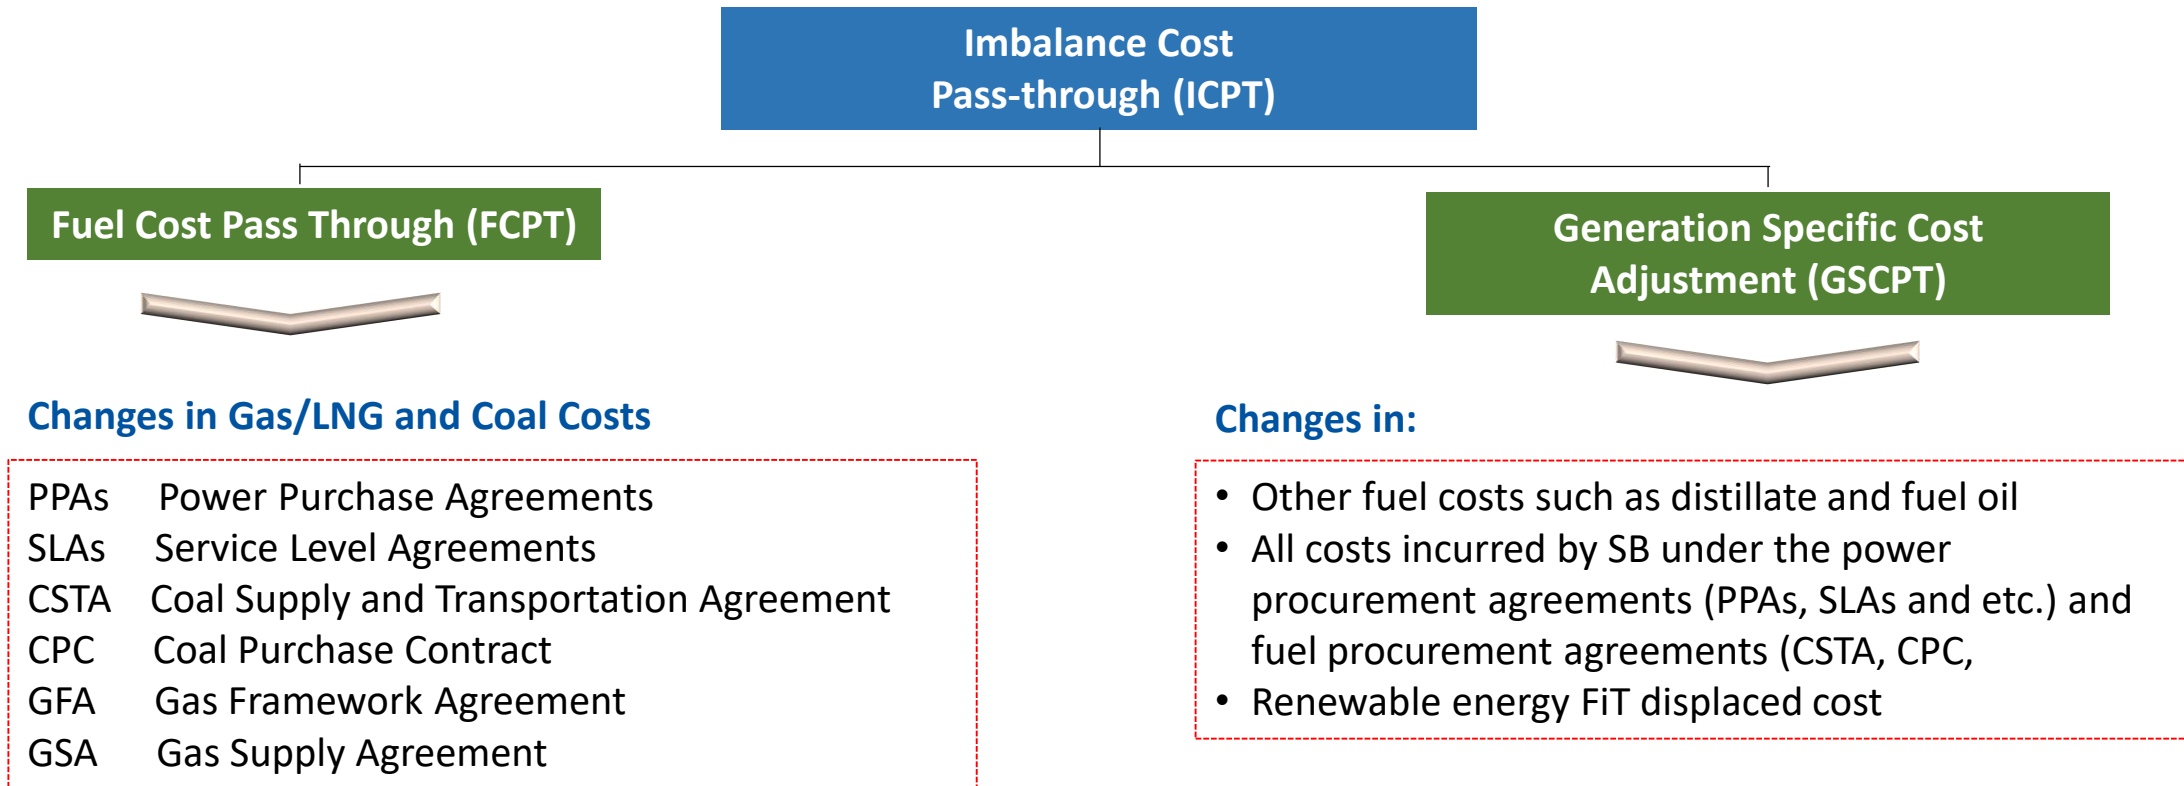 Imbalance Cost
Pass-through (ICPT)
Fuel Cost Pass Through (FCPT)
Generation Specific Cost
Adjustment (GSCPT)
Changes in Gas/LNG and Coal Costs
PPAs Power Purchase Agreements
SLAs Service Level Agreements
CSTA Coal Supply and Transportation Agreement
CPC Coal Purchase Contract
GFA Gas Framework Agreement
GSA Gas Supply Agreement
Changes in:
• Other fuel costs such as distillate and fuel oil
• All costs incurred by SB under the power
procurement agreements (PPAs, SLAs and etc.) and
fuel procurement agreements (CSTA, CPC,
• Renewable energy FiT displaced cost